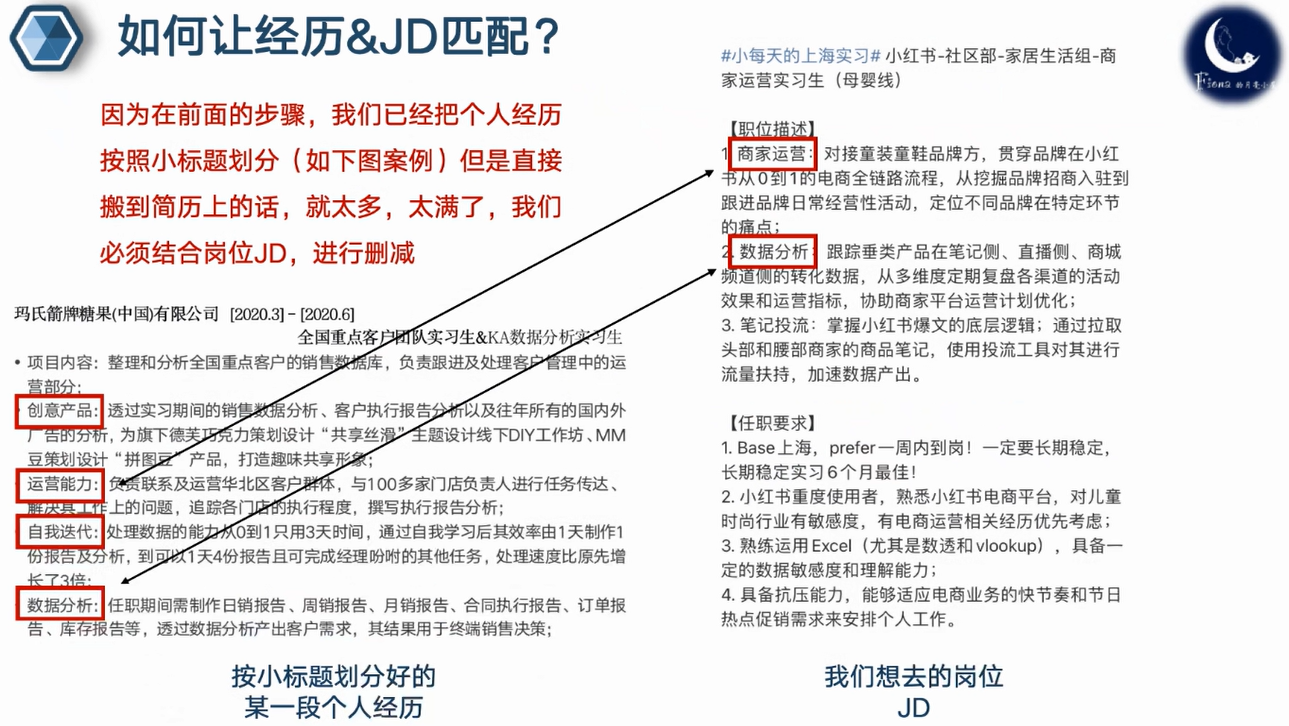 如何让经历&JD匹配？
因为在前面的步骤，我们已经把个人经历
按照小标题划分（如下图案例）但是直接
搬到简历上的话，就太多，太满了，我们
必须结合岗位JD，进行删减
玛氏箭牌糖果(中国)有限公司 [2020.3] – [2020.6]
全国重点客户团队实习生&KA数据分析实习生
• 项目内容: 整理和分析全国重点客户的销售数据库，负责跟进及处理客户管理中的运
营部分;
• 创意产品: 透过实习期间的销售数据分析、客户执行报告分析以及往年所有的国内外
广告的分析，为旗下德芙巧克力策划设计“共享丝滑”主题设计线下DIY工作坊、MM
豆策划设计“拼图豆”产品，打造趣味共享形象；
• 运营能力: 负责联系及运营华北区客户群体，与100多家门店负责人进行任务传达、
解决其工作上的问题，追踪各门店的执行程度，撰写执行报告分析；
• 自我迭代: 处理数据的能力从0到1只用3天时间，通过自我学习后其效率由1天制作1
份报告及分析，到可以1天4份报告且可完成经理吩咐的其他任务，处理速度比原先增
长了3倍;
• 数据分析: 任职期间需制作日销报告、周销报告、月销报告、合同执行报告、订单报
告、库存报告等，透过数据分析产出客户需求，其结果用于终端销售决策；
按小标题划分好的
某一段个人经历
#小每天的上海实习# 小红书-社区部-家居生活组-商
家运营实习生（母婴线）
【职位描述】
1. 商家运营：对接童装童鞋品牌方，贯穿品牌在小红
书从0到1的电商全链路流程，从挖掘品牌招商入驻到
跟进品牌日常经营性活动，定位不同品牌在特定环节
的痛点；
2. 数据分析：跟踪垂类产品在笔记侧、直播侧、商城
频道侧的转化数据，从多维度定期复盘各渠道的活动
效果和运营指标，协助商家平台运营计划优化；
3. 笔记投流：掌握小红书爆文的底层逻辑；通过拉取
头部和腰部商家的商品笔记，使用投流工具对其进行
流量扶持，加速数据产出。
【任职要求】
1. Base上海，prefer一周内到岗！一定要长期稳定，
长期稳定实习6个月最佳！
2. 小红书重度使用者，熟悉小红书电商平台，对儿童
时尚行业有敏感度，有电商运营相关经历优先考虑；
3. 熟练运用Excel（尤其是数透和vlookup），具备一
定的数据敏感度和理解能力；
4. 具备抗压能力，能够适应电商业务的快节奏和节日
热点促销需求来安排个人工作。
我们想去的岗位
JD